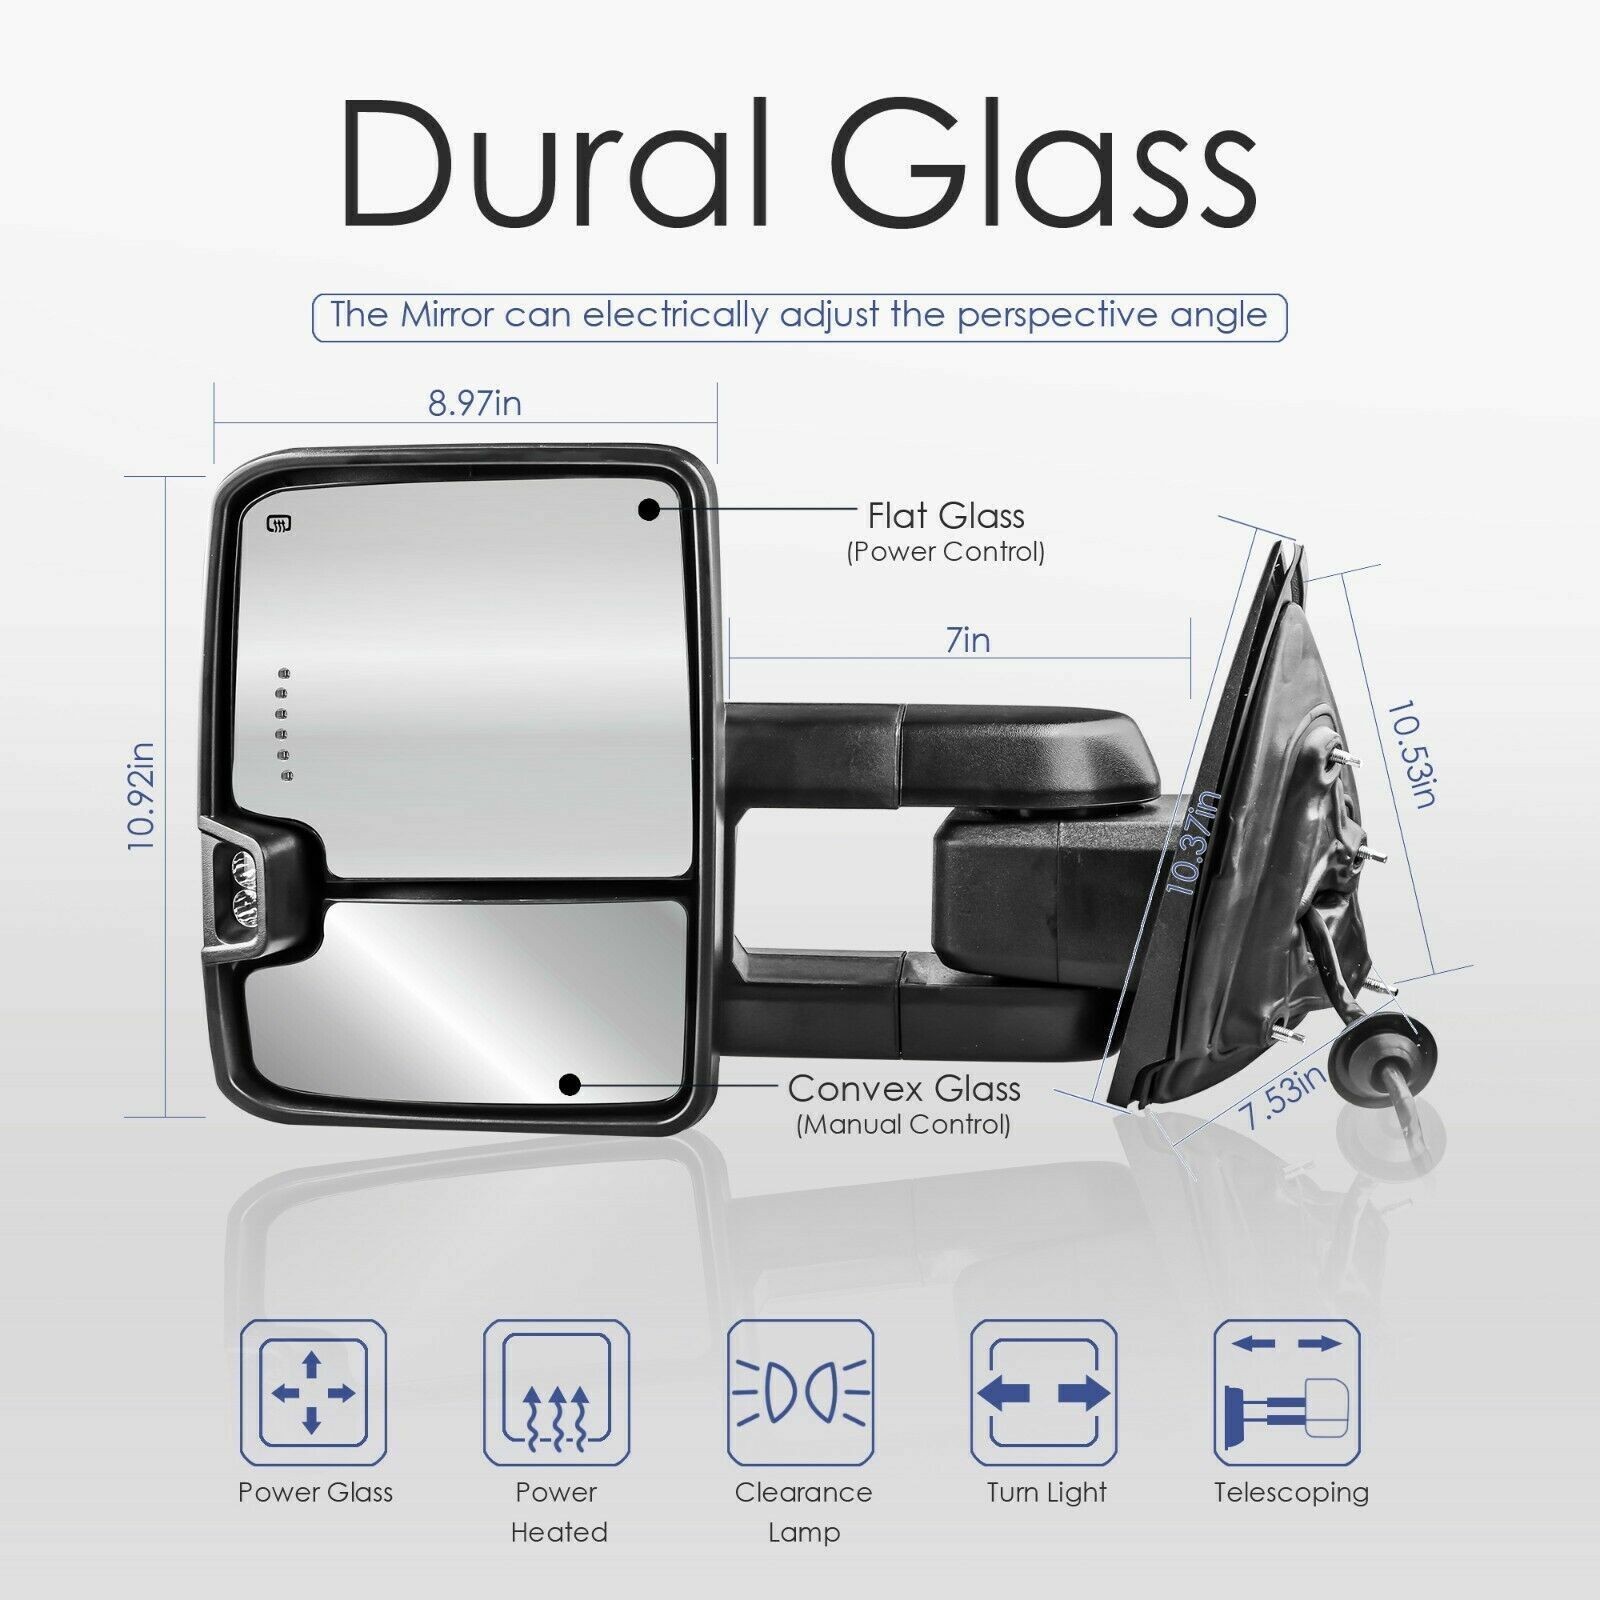 Dural Glass
The Mirror can electrically adjust the perspective angle
8.97in
Flat Glass
(Power Control)
7in
10.92in
10.53in
10.37in
7.53in
Convex Glass
(Manual Control)
Power Glass
Power
Heated
Clearance
Lamp
Turn Light
Telescoping